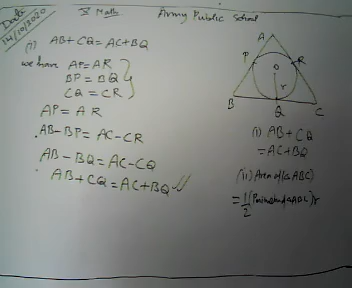 Date
14/10/2020
X Math
Army Public School
(i) AB + CQ = AC + BQ
we have AP = AR
BP = BQ
CQ = CR
AP = AR
AB - BP = AC - CR
AB - BQ = AC - CQ
AB + CQ = AC + BQ
A
P
R
O
r
B
Q
C
(i) AB + CQ
= AC + BQ
(ii) Area of (△ ABC)
= 1/2 (Perimeter of △ABC) r